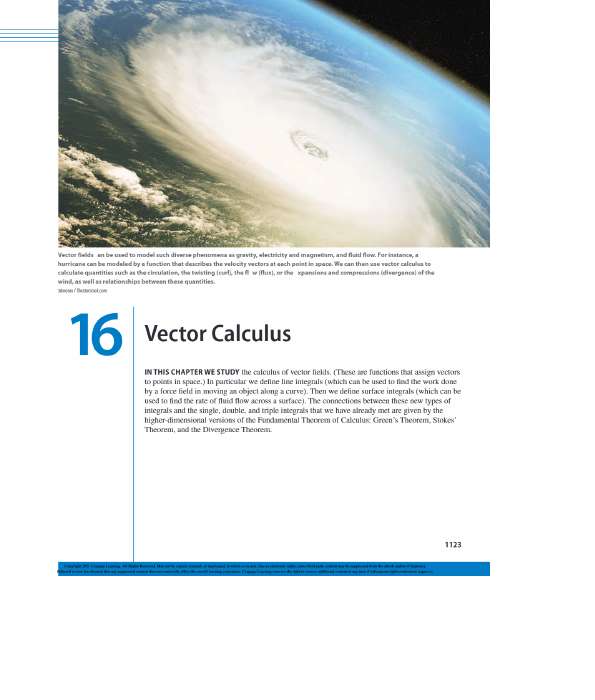 Vector fields an be used to model such diverse phenomena as gravity, electricity and magnetism, and fluid flow. For instance, a
hurricane can be modeled by a function that describes the velocity vectors at each point in space. We can then use vector calculus to
calculate quantities such as the circulation, the twisting (curl), the fl w (flux), or the xpansions and compressions (divergence) of the
wind, as well as relationships between these quantities.
16
Vector Calculus
IN THIS CHAPTER WE STUDY the calculus of vector fields. (These are functions that assign vectors
to points in space.) In particular we define line integrals (which can be used to find the work done
by a force field in moving an object along a curve). Then we define surface integrals (which can be
used to find the rate of fluid flow across a surface). The connections between these new types of
integrals and the single, double, and triple integrals that we have already met are given by the
higher-dimensional versions of the Fundamental Theorem of Calculus: Green's Theorem, Stokes'
Theorem, and the Divergence Theorem.
1123